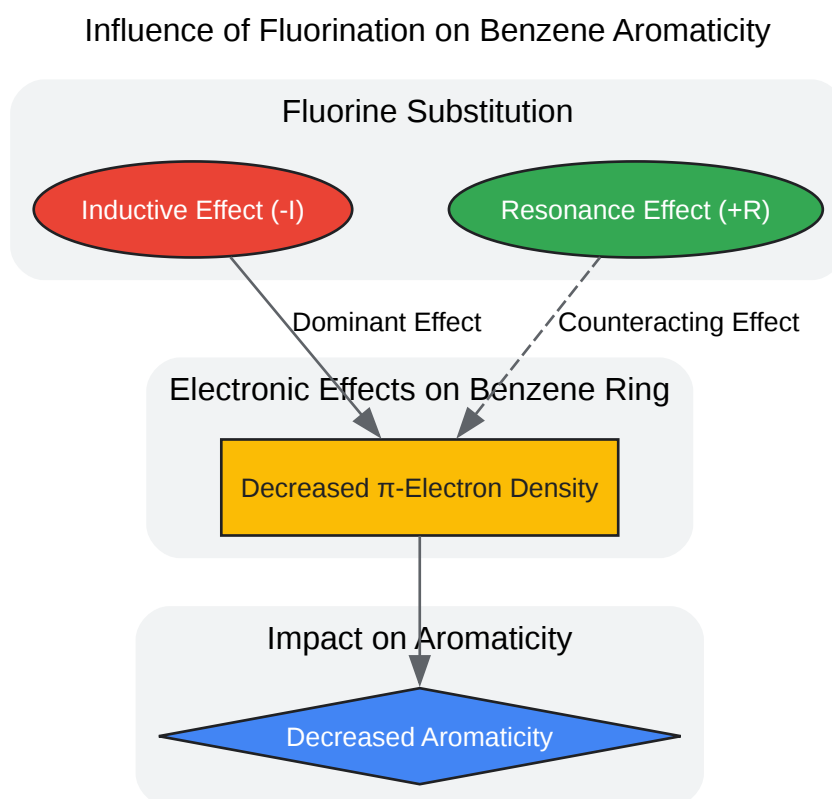 Influence of Fluorination on Benzene Aromaticity
Fluorine Substitution
Inductive Effect (-I)
Resonance Effect (+R)
Dominant Effect
Counteracting Effect
Electronic Effects on Benzene Ring
Decreased π-Electron Density
Impact on Aromaticity
Decreased Aromaticity